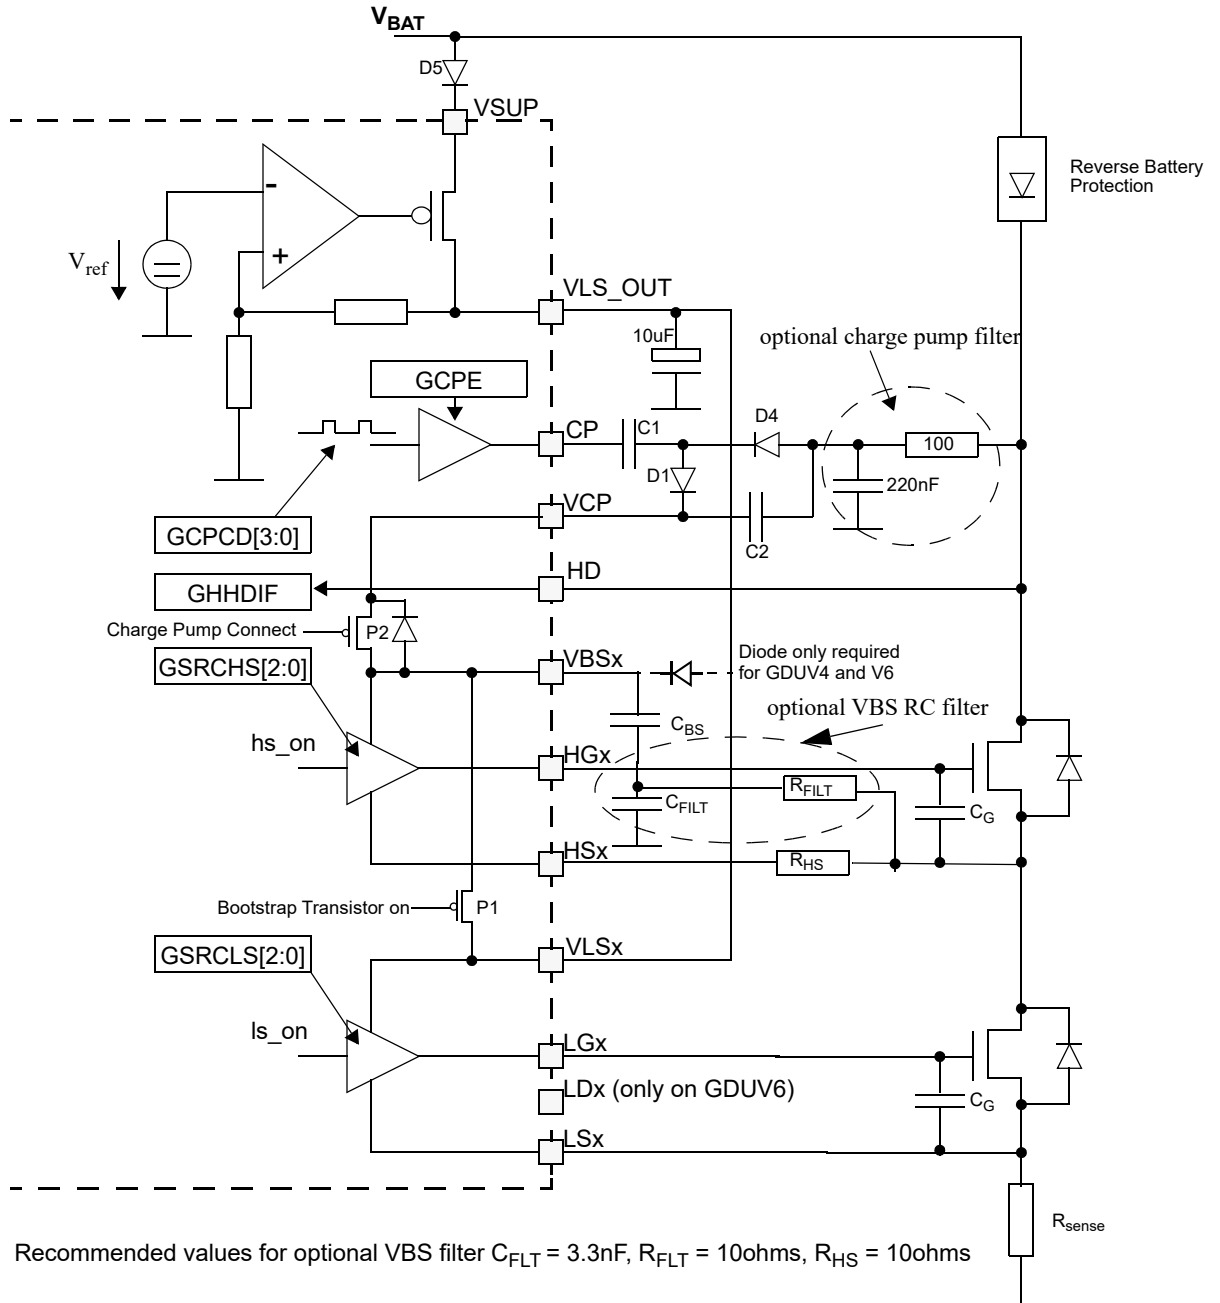 VBAT
D5
VSUP
Reverse Battery
Protection
-
+
Vref
VLS_OUT
10uF
optional charge pump filter
GCPE
CP
C1
D4
100
D1
220nF
VCP
C2
GCPCD[3:0]
HD
GHHDIF
Charge Pump Connect
P2
GSRCHS[2:0]
VBSx
Diode only required
for GDUV4 and V6
optional VBS RC filter
CBS
hs_on
HGx
RFILT
CFILT
CG
HSx
RHS
Bootstrap Transistor on
P1
GSRCLS[2:0]
VLSx
ls_on
LGx
LDx (only on GDUV6)
CG
LSx
Rsense
Recommended values for optional VBS filter CFLT = 3.3nF, RFLT = 10ohms, RHS = 10ohms